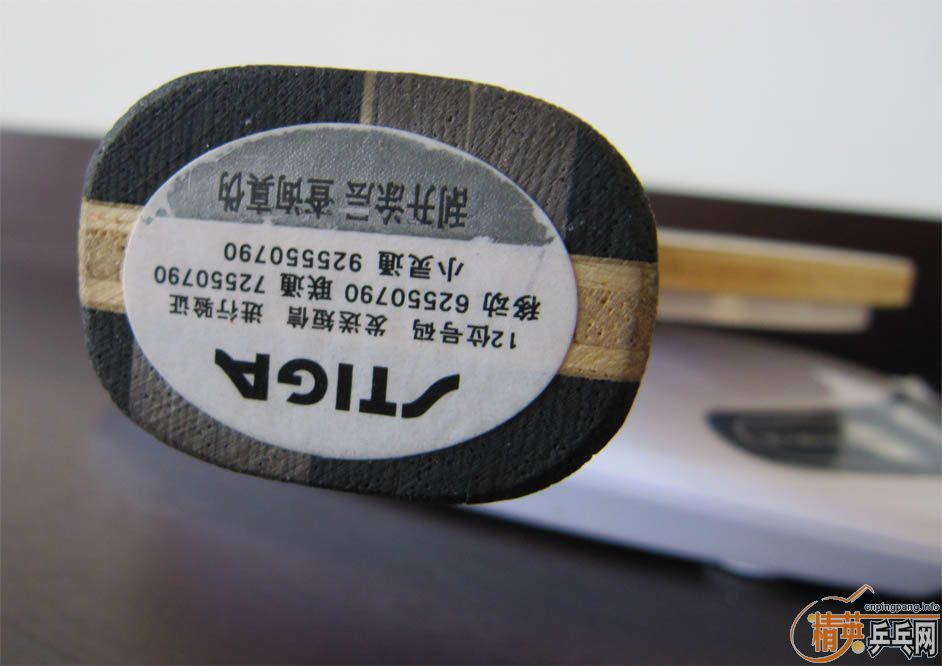 STIGA
12位号码 发送短信 进行验证
移动 62550790 联通 72550790
小灵通 925550790
刮开涂层 查询真伪
cnpingpang.info
精英乒乓网